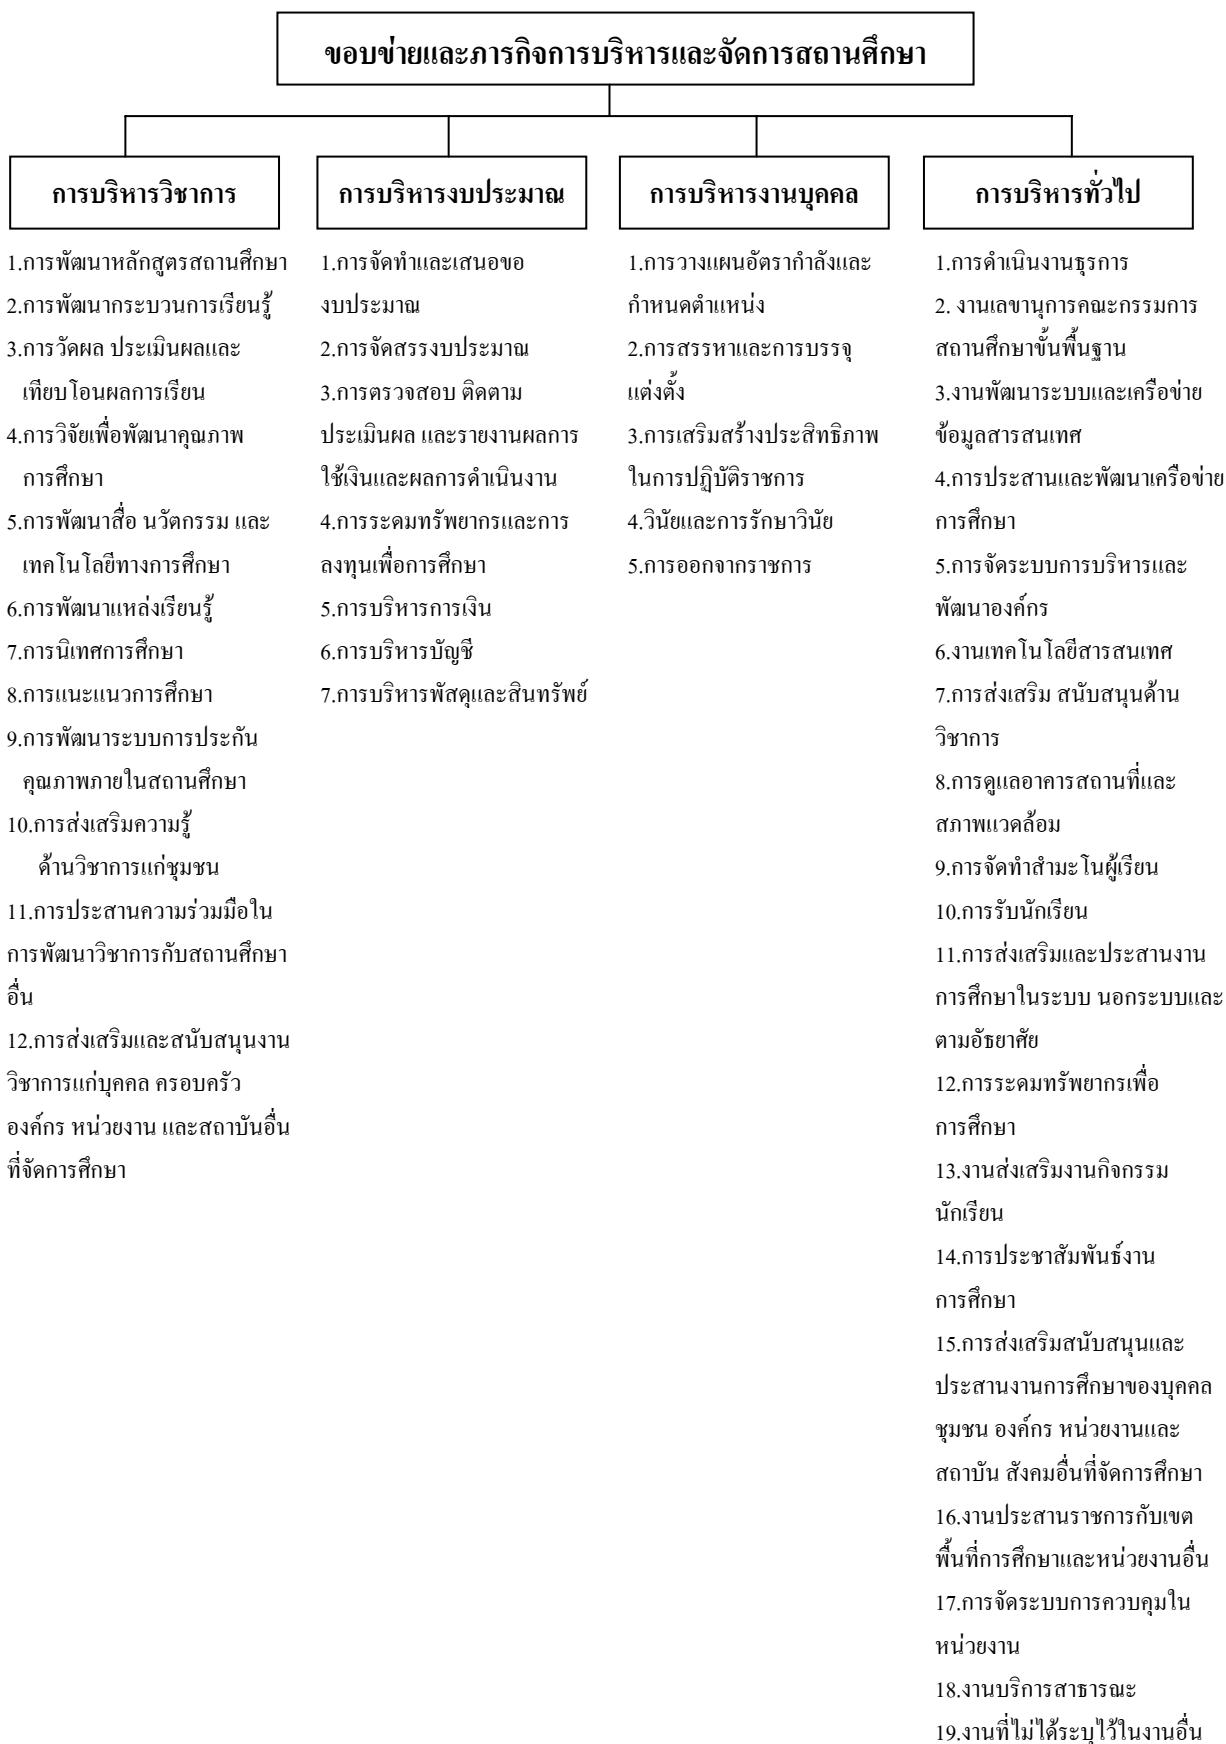 ขอบข่ายและภารกิจการบริหารและจัดการสถานศึกษา
การบริหารวิชาการ
1.การพัฒนาหลักสูตรสถานศึกษา
2.การพัฒนากระบวนการเรียนรู้
3.การวัดผล ประเมินผลและ
เทียบโอนผลการเรียน
4.การวิจัยเพื่อพัฒนาคุณภาพ
การศึกษา
5.การพัฒนาสื่อ นวัตกรรม และ
เทคโนโลยีทางการศึกษา
6.การพัฒนาแหล่งเรียนรู้
7.การนิเทศการศึกษา
8.การแนะแนวการศึกษา
9.การพัฒนาระบบการประกัน
คุณภาพภายในสถานศึกษา
10.การส่งเสริมความรู้
ด้านวิชาการแก่ชุมชน
11.การประสานความร่วมมือใน
การพัฒนาวิชาการกับสถานศึกษา
อื่น
12.การส่งเสริมและสนับสนุนงาน
วิชาการแก่บุคคล ครอบครัว
องค์กร หน่วยงาน และสถาบันอื่น
ที่จัดการศึกษา
การบริหารงบประมาณ
1.การจัดทำและเสนอขอ
งบประมาณ
2.การจัดสรรงบประมาณ
3.การตรวจสอบ ติดตาม
ประเมินผล และรายงานผลการ
ใช้เงินและผลการดำเนินงาน
4.การระดมทรัพยากรและการ
ลงทุนเพื่อการศึกษา
5.การบริหารการเงิน
6.การบริหารบัญชี
7.การบริหารพัสดุและสินทรัพย์
การบริหารงานบุคคล
1.การวางแผนอัตรากำลังและ
กำหนดตำแหน่ง
2.การสรรหาและการบรรจุ
แต่งตั้ง
3.การเสริมสร้างประสิทธิภาพ
ในการปฏิบัติราชการ
4.วินัยและการรักษาวินัย
5.การออกจากราชการ
การบริหารทั่วไป
1.การดำเนินงานธุรการ
2. งานเลขานุการคณะกรรมการ
สถานศึกษาขั้นพื้นฐาน
3.งานพัฒนาระบบและเครือข่าย
ข้อมูลสารสนเทศ
4.การประสานและพัฒนาเครือข่าย
การศึกษา
5.การจัดระบบการบริหารและ
พัฒนาองค์กร
6.งานเทคโนโลยีสารสนเทศ
7.การส่งเสริม สนับสนุนด้าน
วิชาการ
8.การดูแลอาคารสถานที่และ
สภาพแวดล้อม
9.การจัดทำสำมะโนผู้เรียน
10.การรับนักเรียน
11.การส่งเสริมและประสานงาน
การศึกษาในระบบ นอกระบบและ
ตามอัธยาศัย
12.การระดมทรัพยากรเพื่อ
การศึกษา
13.งานส่งเสริมงานกิจกรรม
นักเรียน
14.การประชาสัมพันธ์งาน
การศึกษา
15.การส่งเสริมสนับสนุนและ
ประสานงานการศึกษาของบุคคล
ชุมชน องค์กร หน่วยงานและ
สถาบัน สังคมอื่นที่จัดการศึกษา
16.งานประสานราชการกับเขต
พื้นที่การศึกษาและหน่วยงานอื่น
17.การจัดระบบการควบคุมใน
หน่วยงาน
18.งานบริการสาธารณะ
19.งานที่ไม่ได้ระบุไว้ในงานอื่น